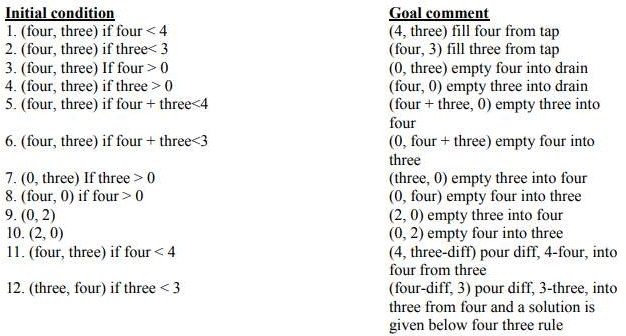 Initial condition Goal comment
1. (four, three) if four < 4 (4, three) fill four from tap
2. (four, three) if three< 3 (four, 3) fill three from tap
3. (four, three) If four > 0 (0, three) empty four into drain
4. (four, three) if three > 0 (four, 0) empty three into drain
5. (four, three) if four + three<4 (four + three, 0) empty three into
four
6. (four, three) if four + three<3 (0, four + three) empty four into
three
7. (0, three) If three > 0 (three, 0) empty three into four
8. (four, 0) if four > 0 (0, four) empty four into three
9. (0, 2) (2, 0) empty three into four
10. (2, 0) (0, 2) empty four into three
11. (four, three) if four < 4 (4, three-diff) pour diff, 4-four, into
four from three
12. (three, four) if three < 3 (four-diff, 3) pour diff, 3-three, into
three from four and a solution is
given below four three rule